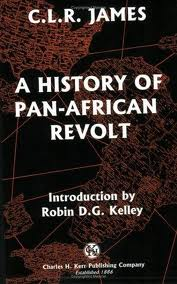 C.L.R. JAMES
A HISTORY OF
PAN-AFRICAN
REVOLT
Introduction by
Robin D.G. Kelley
Charles H. Kerr Publishing Company
Established 1886